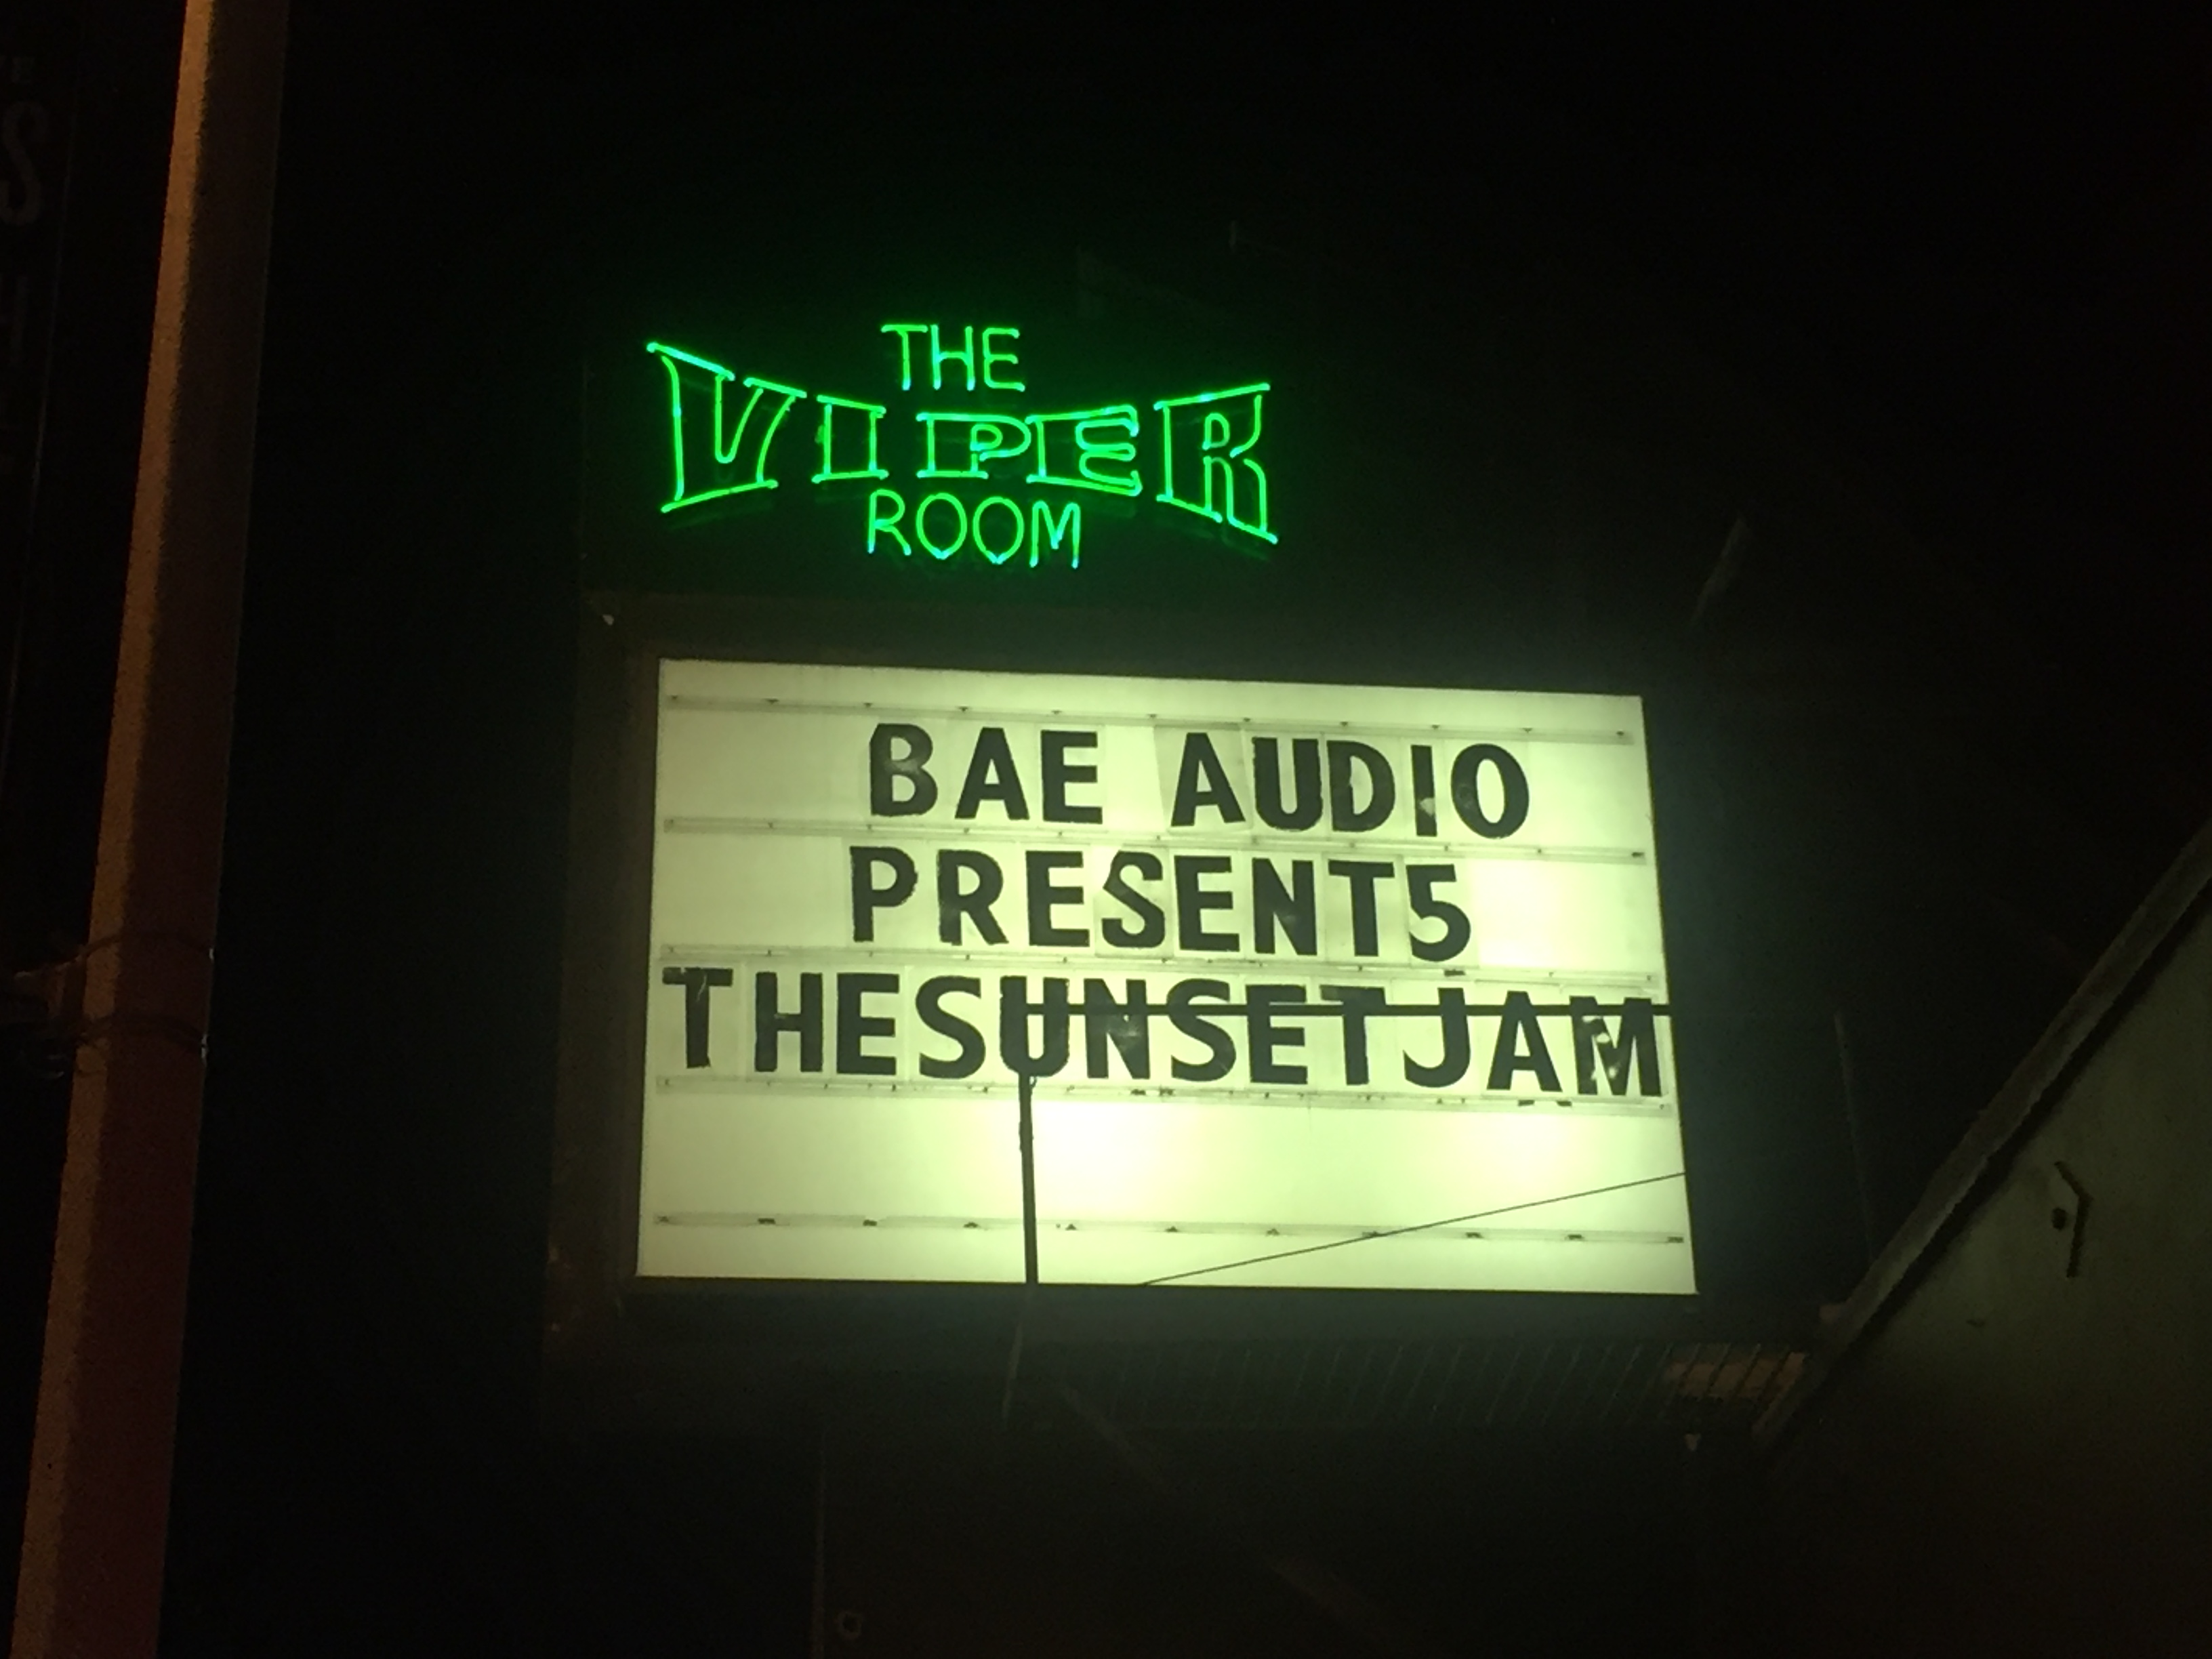 THE
VIPER
ROOM
BAE AUDIO
PRESENT5
THESUNSETJAM